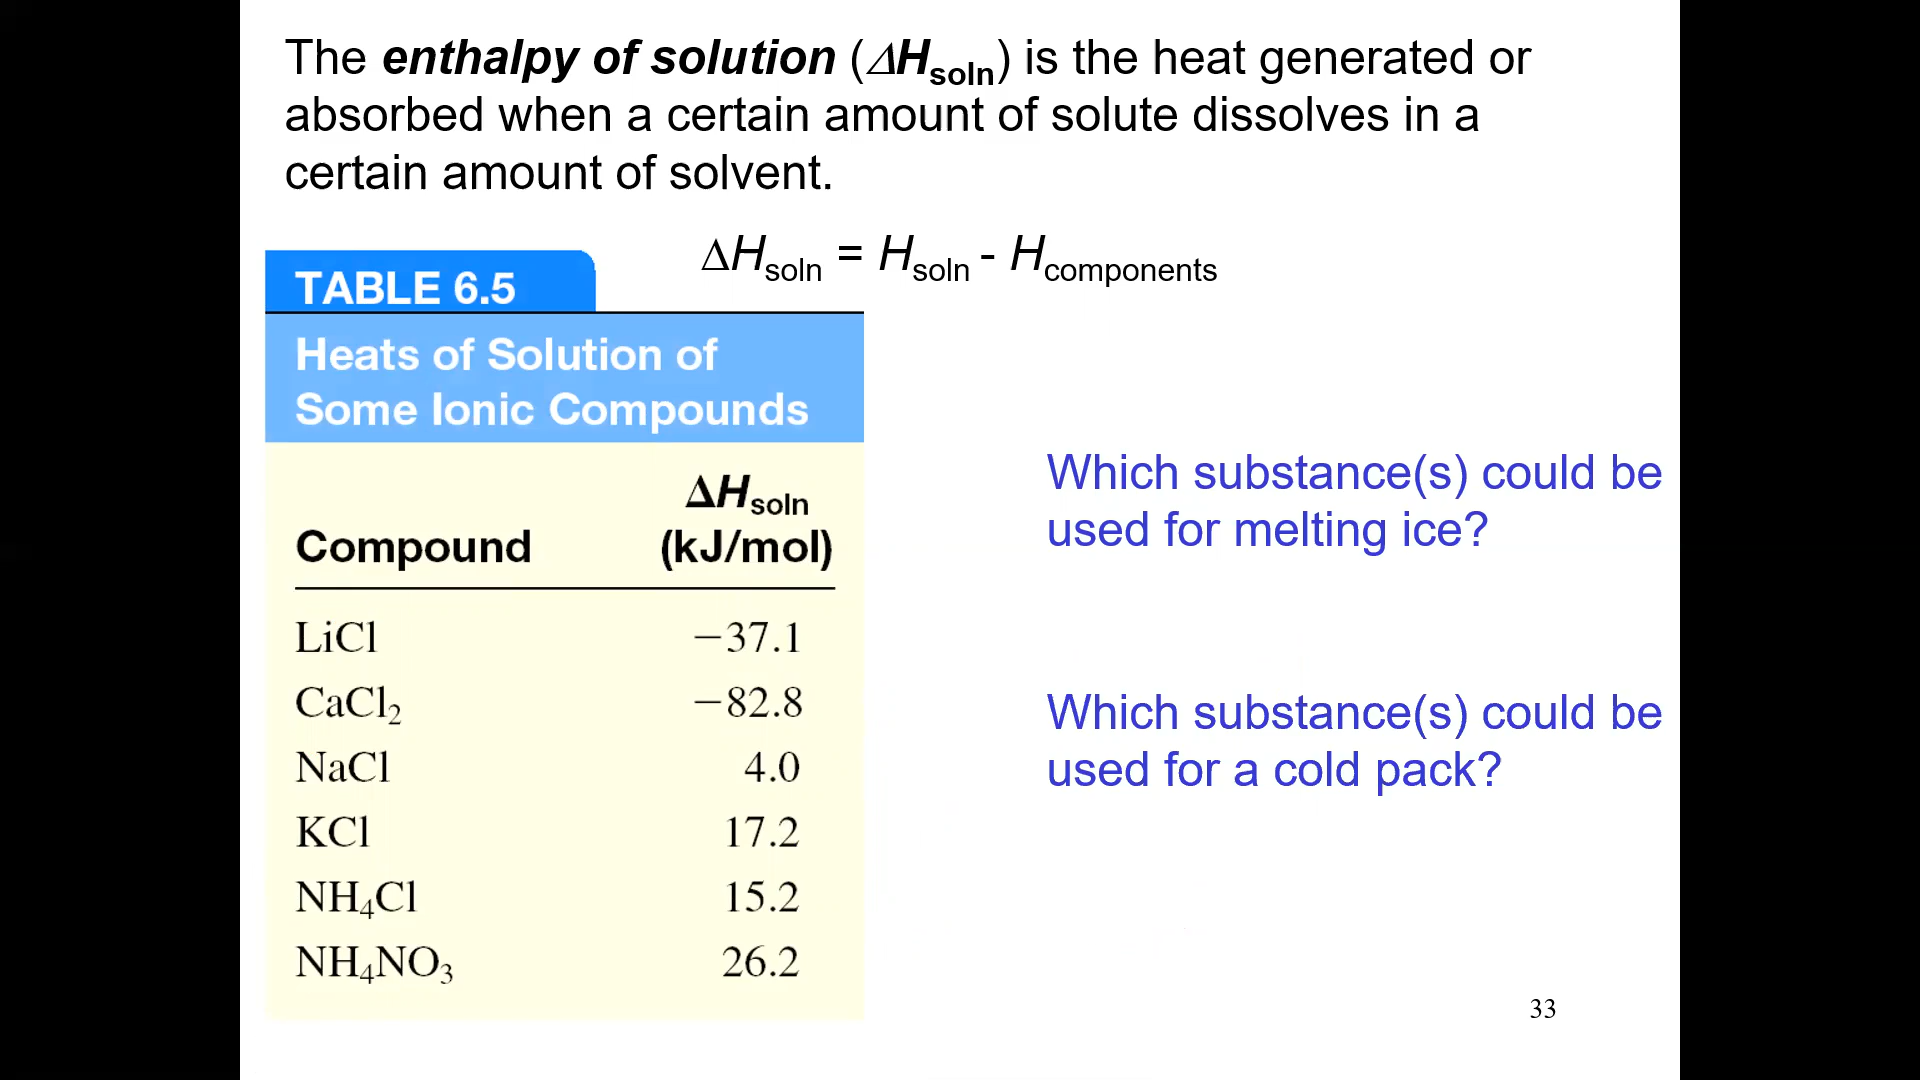 The enthalpy of solution (ΔHsoln) is the heat generated or
absorbed when a certain amount of solute dissolves in a
certain amount of solvent.
ΔHsoln = Hsoln - Hcomponents
TABLE 6.5
Heats of Solution of
Some Ionic Compounds
ΔHsoln
Compound (kJ/mol)
LiCl −37.1
CaCl₂ −82.8
NaCl 4.0
KCl 17.2
NH₄Cl 15.2
NH₄NO₃ 26.2
Which substance(s) could be
used for melting ice?
Which substance(s) could be
used for a cold pack?
33